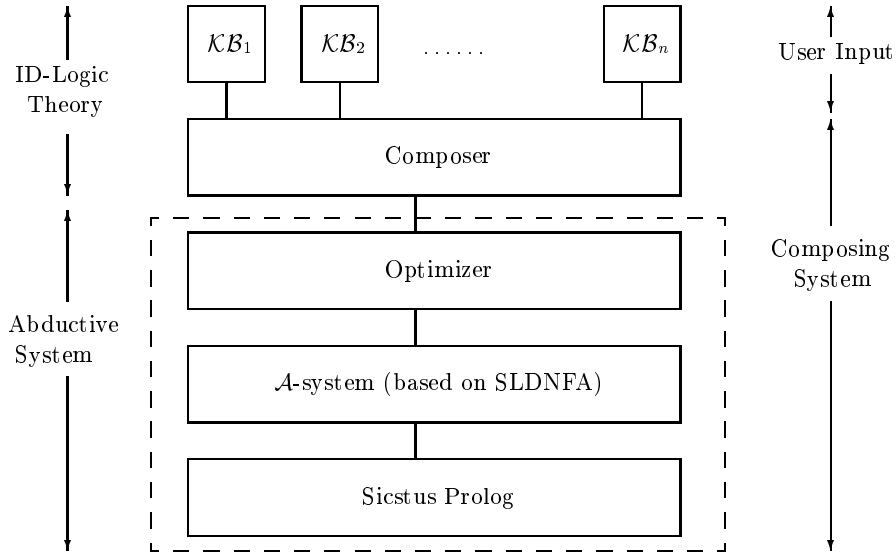 𝒦ℬ₁ 𝒦ℬ₂ ...... 𝒦ℬₙ
ID-Logic
Theory
User Input
Composer
Optimizer
Composing
System
Abductive
System
𝒜-system (based on SLDNFA)
Sicstus Prolog